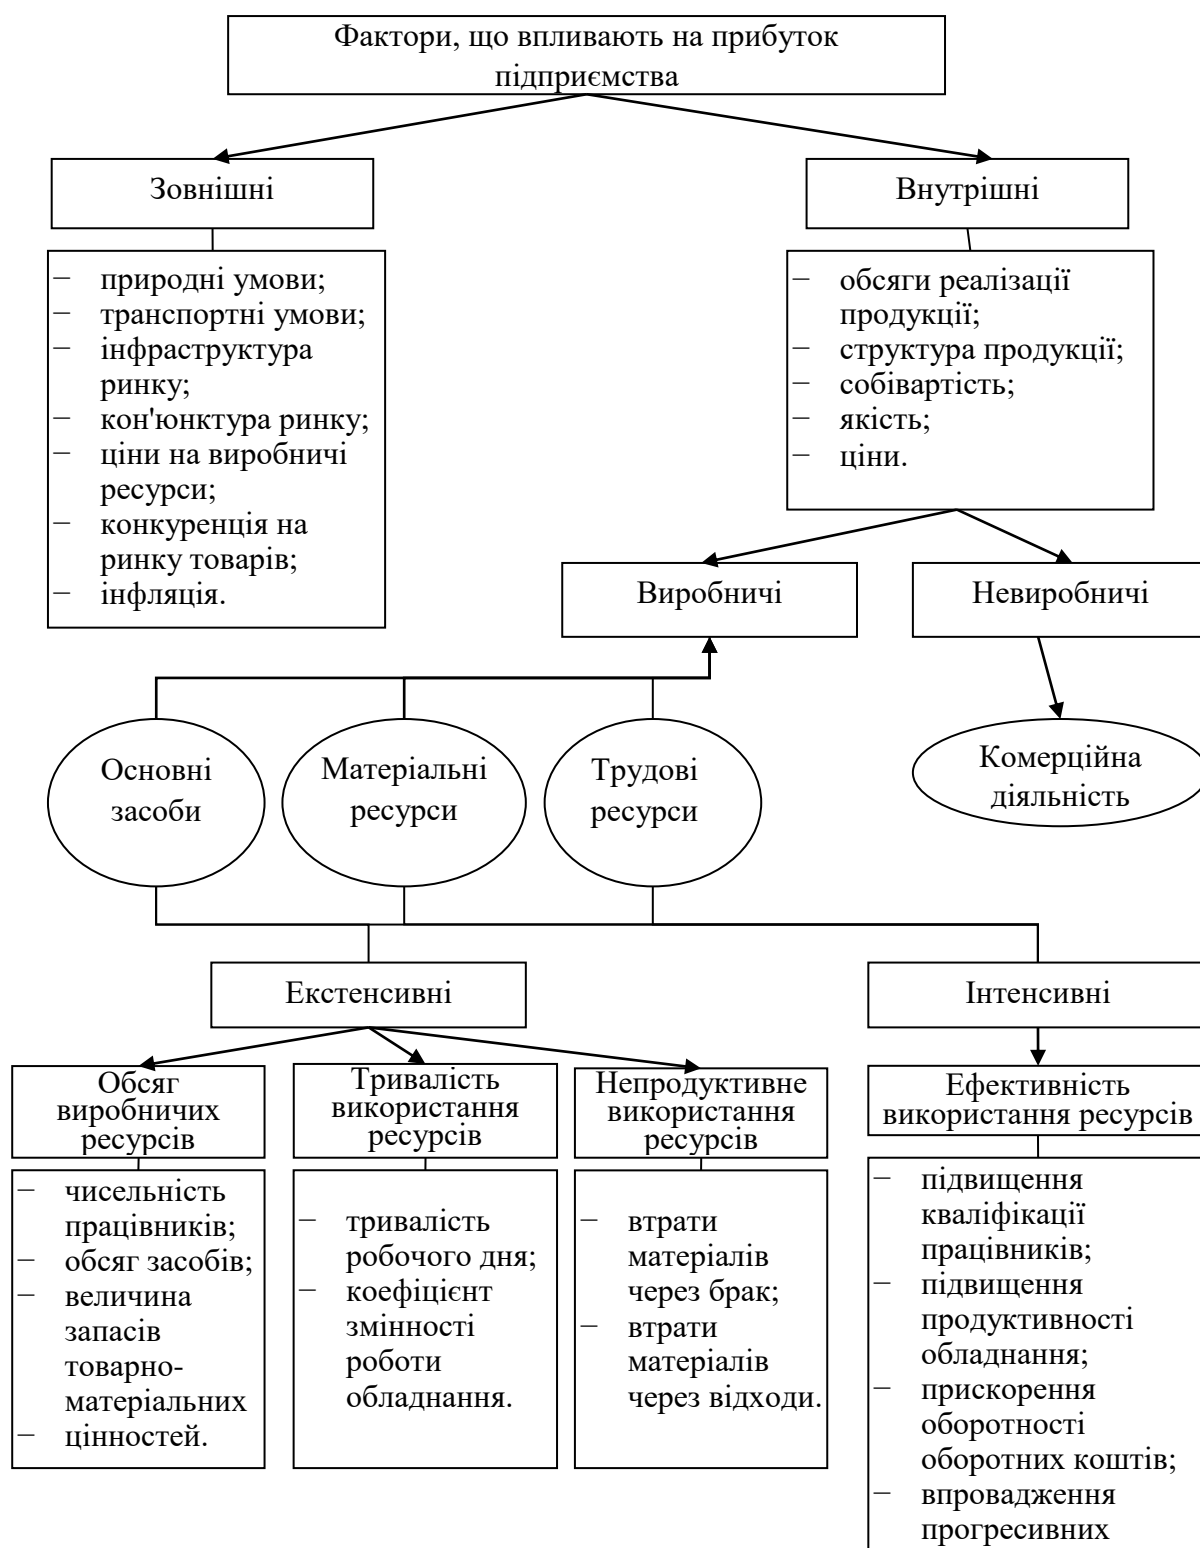 Фактори, що впливають на прибуток
підприємства
Зовнішні
Внутрішні
– природні умови;
– транспортні умови;
– інфраструктура
ринку;
– кон'юнктура ринку;
– ціни на виробничі
ресурси;
– конкуренція на
ринку товарів;
– інфляція.
– обсяги реалізації
продукції;
– структура продукції;
– собівартість;
– якість;
– ціни.
Виробничі
Невиробничі
Основні
засоби
Матеріальні
ресурси
Трудові
ресурси
Комерційна
діяльність
Екстенсивні
Інтенсивні
Обсяг
виробничих
ресурсів
Тривалість
використання
ресурсів
Непродуктивне
використання
ресурсів
Ефективність
використання ресурсів
– чисельність
працівників;
– обсяг засобів;
– величина
запасів
товарно-
матеріальних
– цінностей.
– тривалість
робочого дня;
– коефіцієнт
змінності
роботи
обладнання.
– втрати
матеріалів
через брак;
– втрати
матеріалів
через відходи.
– підвищення
кваліфікації
працівників;
– підвищення
продуктивності
обладнання;
– прискорення
оборотності
оборотних коштів;
– впровадження
прогресивних